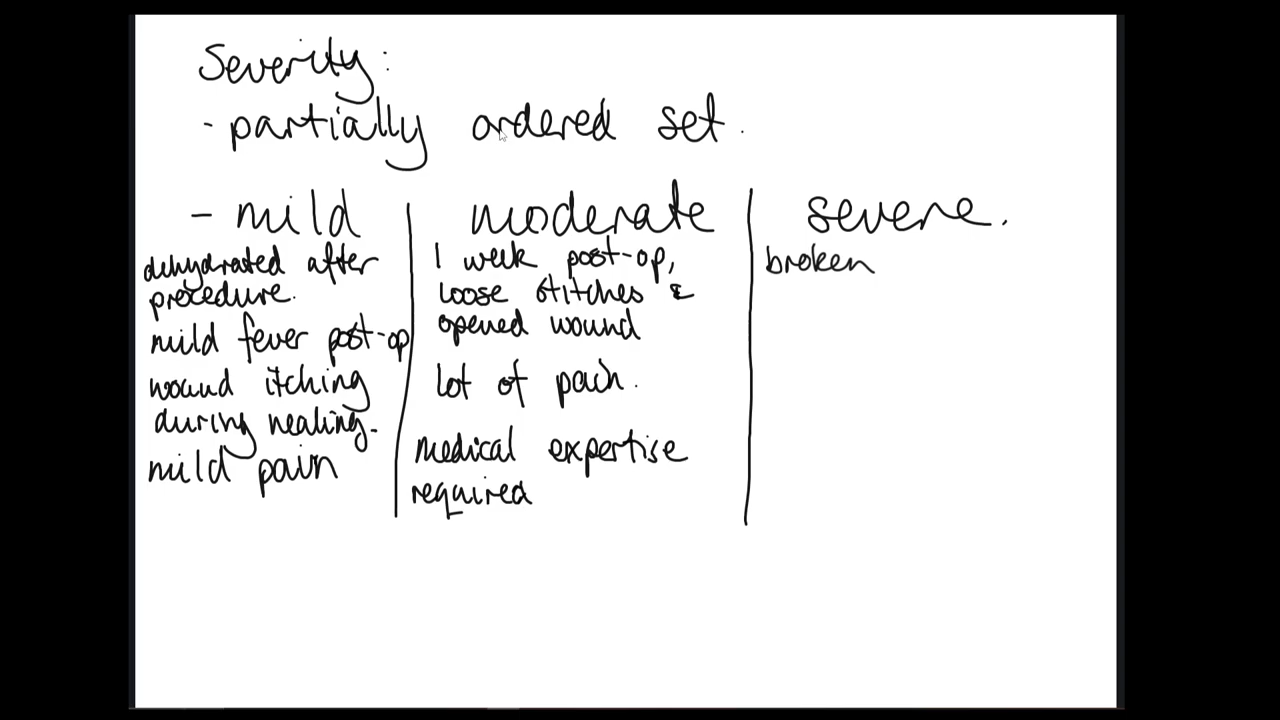 Severity:
- partially ordered set.
- mild
moderate
severe.
dehydrated after
procedure.
mild fever post-op
wound itching
during healing.
mild pain
1 week post-op,
loose stitches &
opened wound
lot of pain.
medical expertise
required
broken